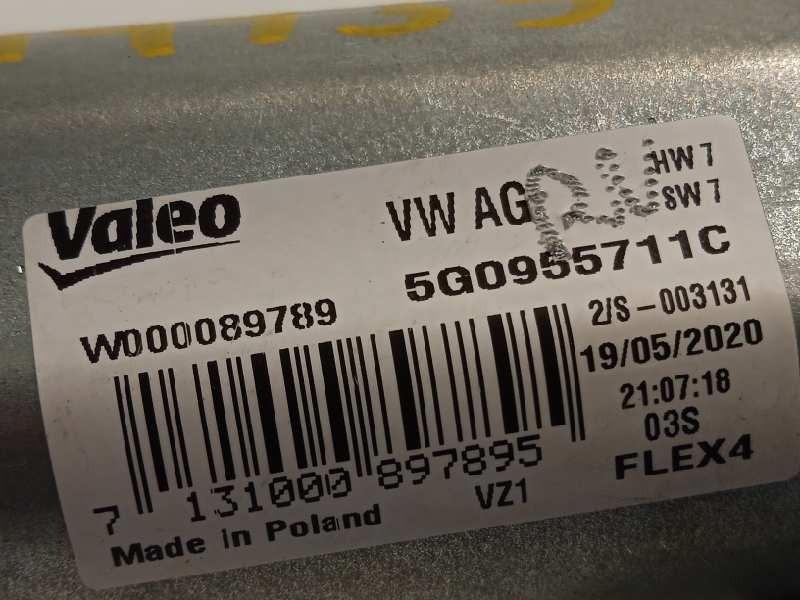 Valeo
VW AG
HW 7
SW 7
5G0955711C
W000089789
2/S-003131
19/05/2020
21:07:18
03S
FLEX4
7 131000 897895
VZ1
Made in Poland